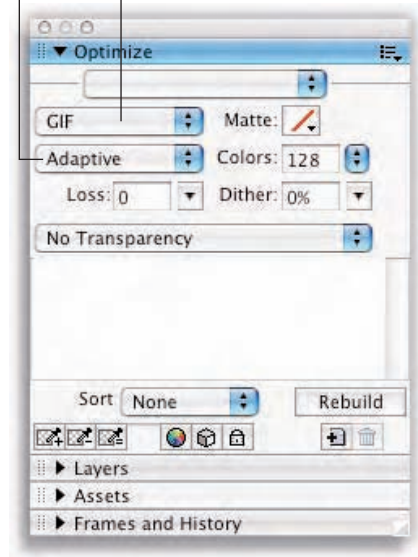 Optimize
GIF Matte:
Adaptive Colors: 128
Loss: 0 Dither: 0%
No Transparency
Sort None Rebuild
Layers
Assets
Frames and History